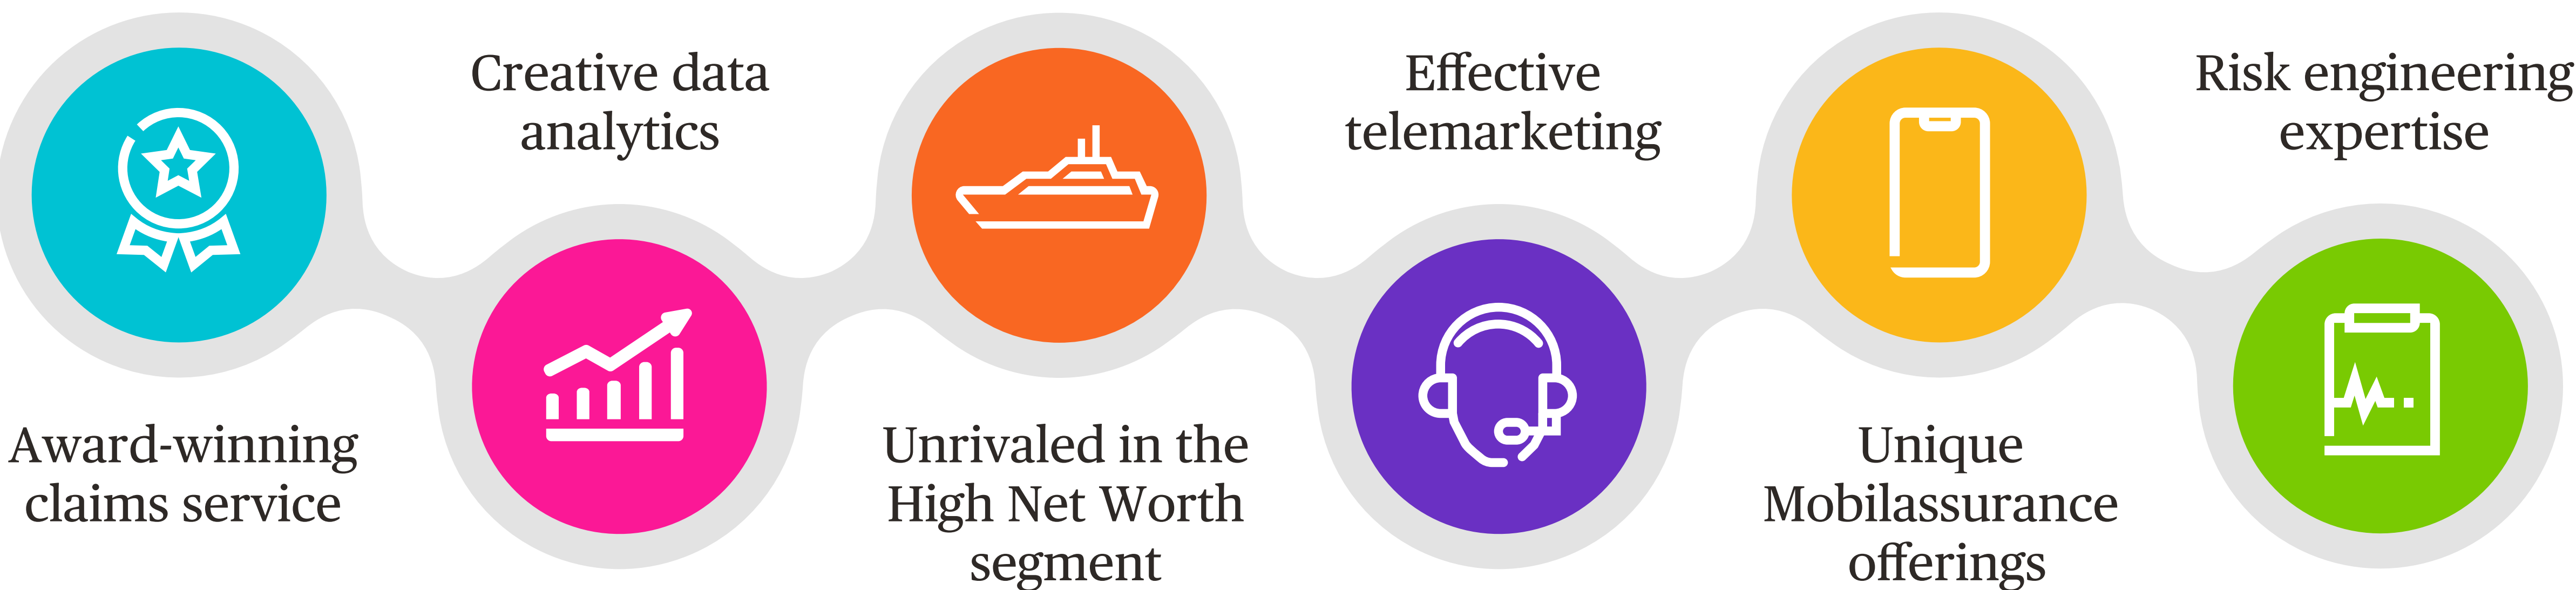 Award-winning
claims service
Creative data
analytics
Unrivaled in the
High Net Worth
segment
Effective
telemarketing
Unique
Mobilassurance
offerings
Risk engineering
expertise